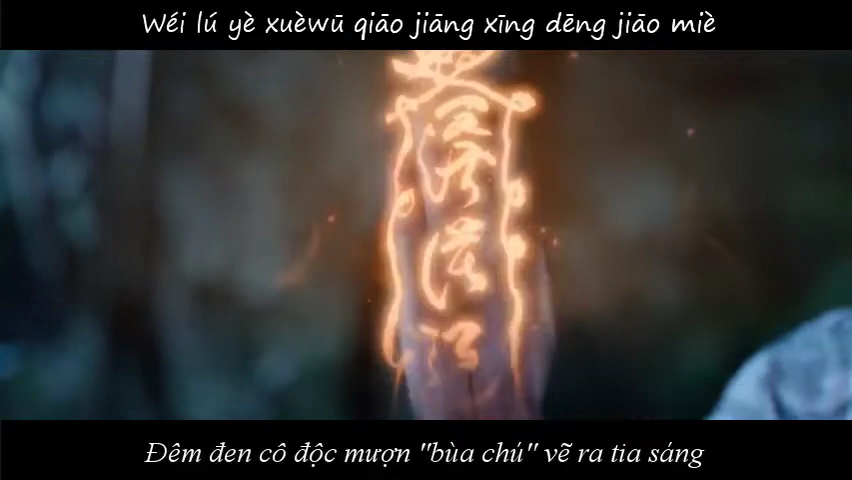 Wéi lú yè xuèwū qiāo jiāng xīng dēng jiāo miè
Đêm đen cô độc mượn "bùa chú" vẽ ra tia sáng